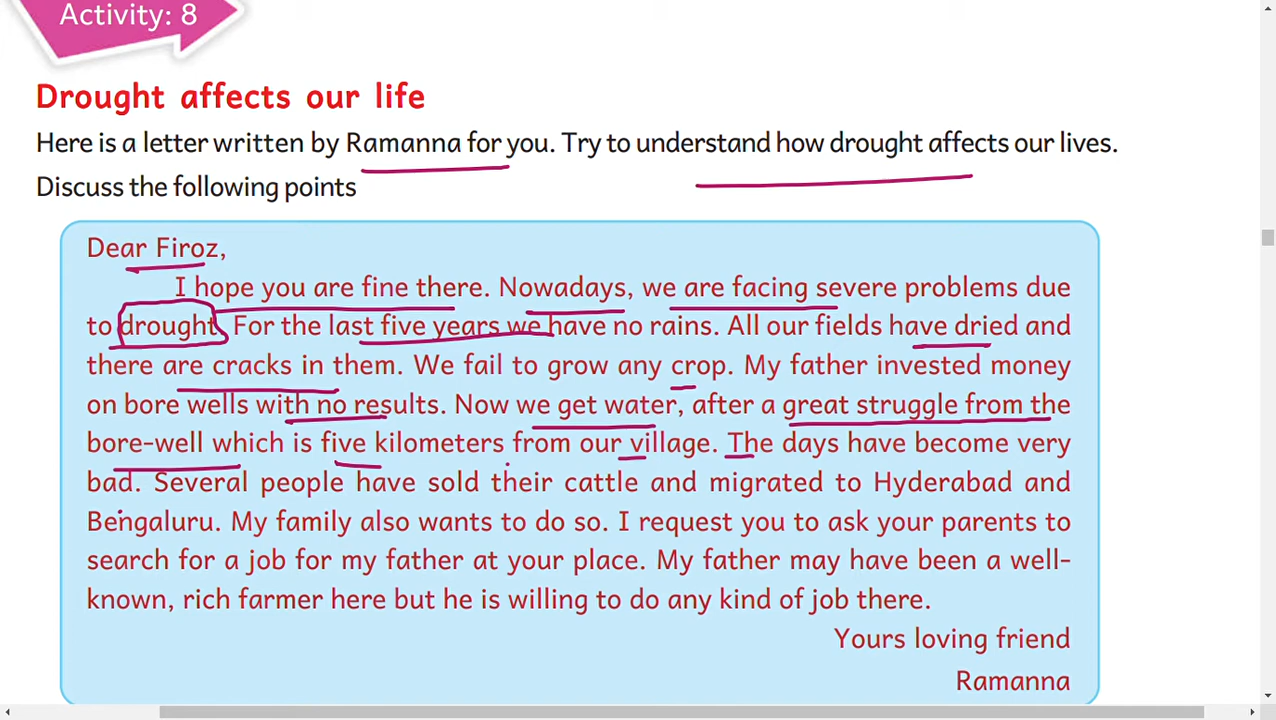 Activity: 8
Drought affects our life
Here is a letter written by Ramanna for you. Try to understand how drought affects our lives.
Discuss the following points
Dear Firoz,
I hope you are fine there. Nowadays, we are facing severe problems due
to drought. For the last five years we have no rains. All our fields have dried and
there are cracks in them. We fail to grow any crop. My father invested money
on bore wells with no results. Now we get water, after a great struggle from the
bore-well which is five kilometers from our village. The days have become very
bad. Several people have sold their cattle and migrated to Hyderabad and
Bengaluru. My family also wants to do so. I request you to ask your parents to
search for a job for my father at your place. My father may have been a well-
known, rich farmer here but he is willing to do any kind of job there.
Yours loving friend
Ramanna